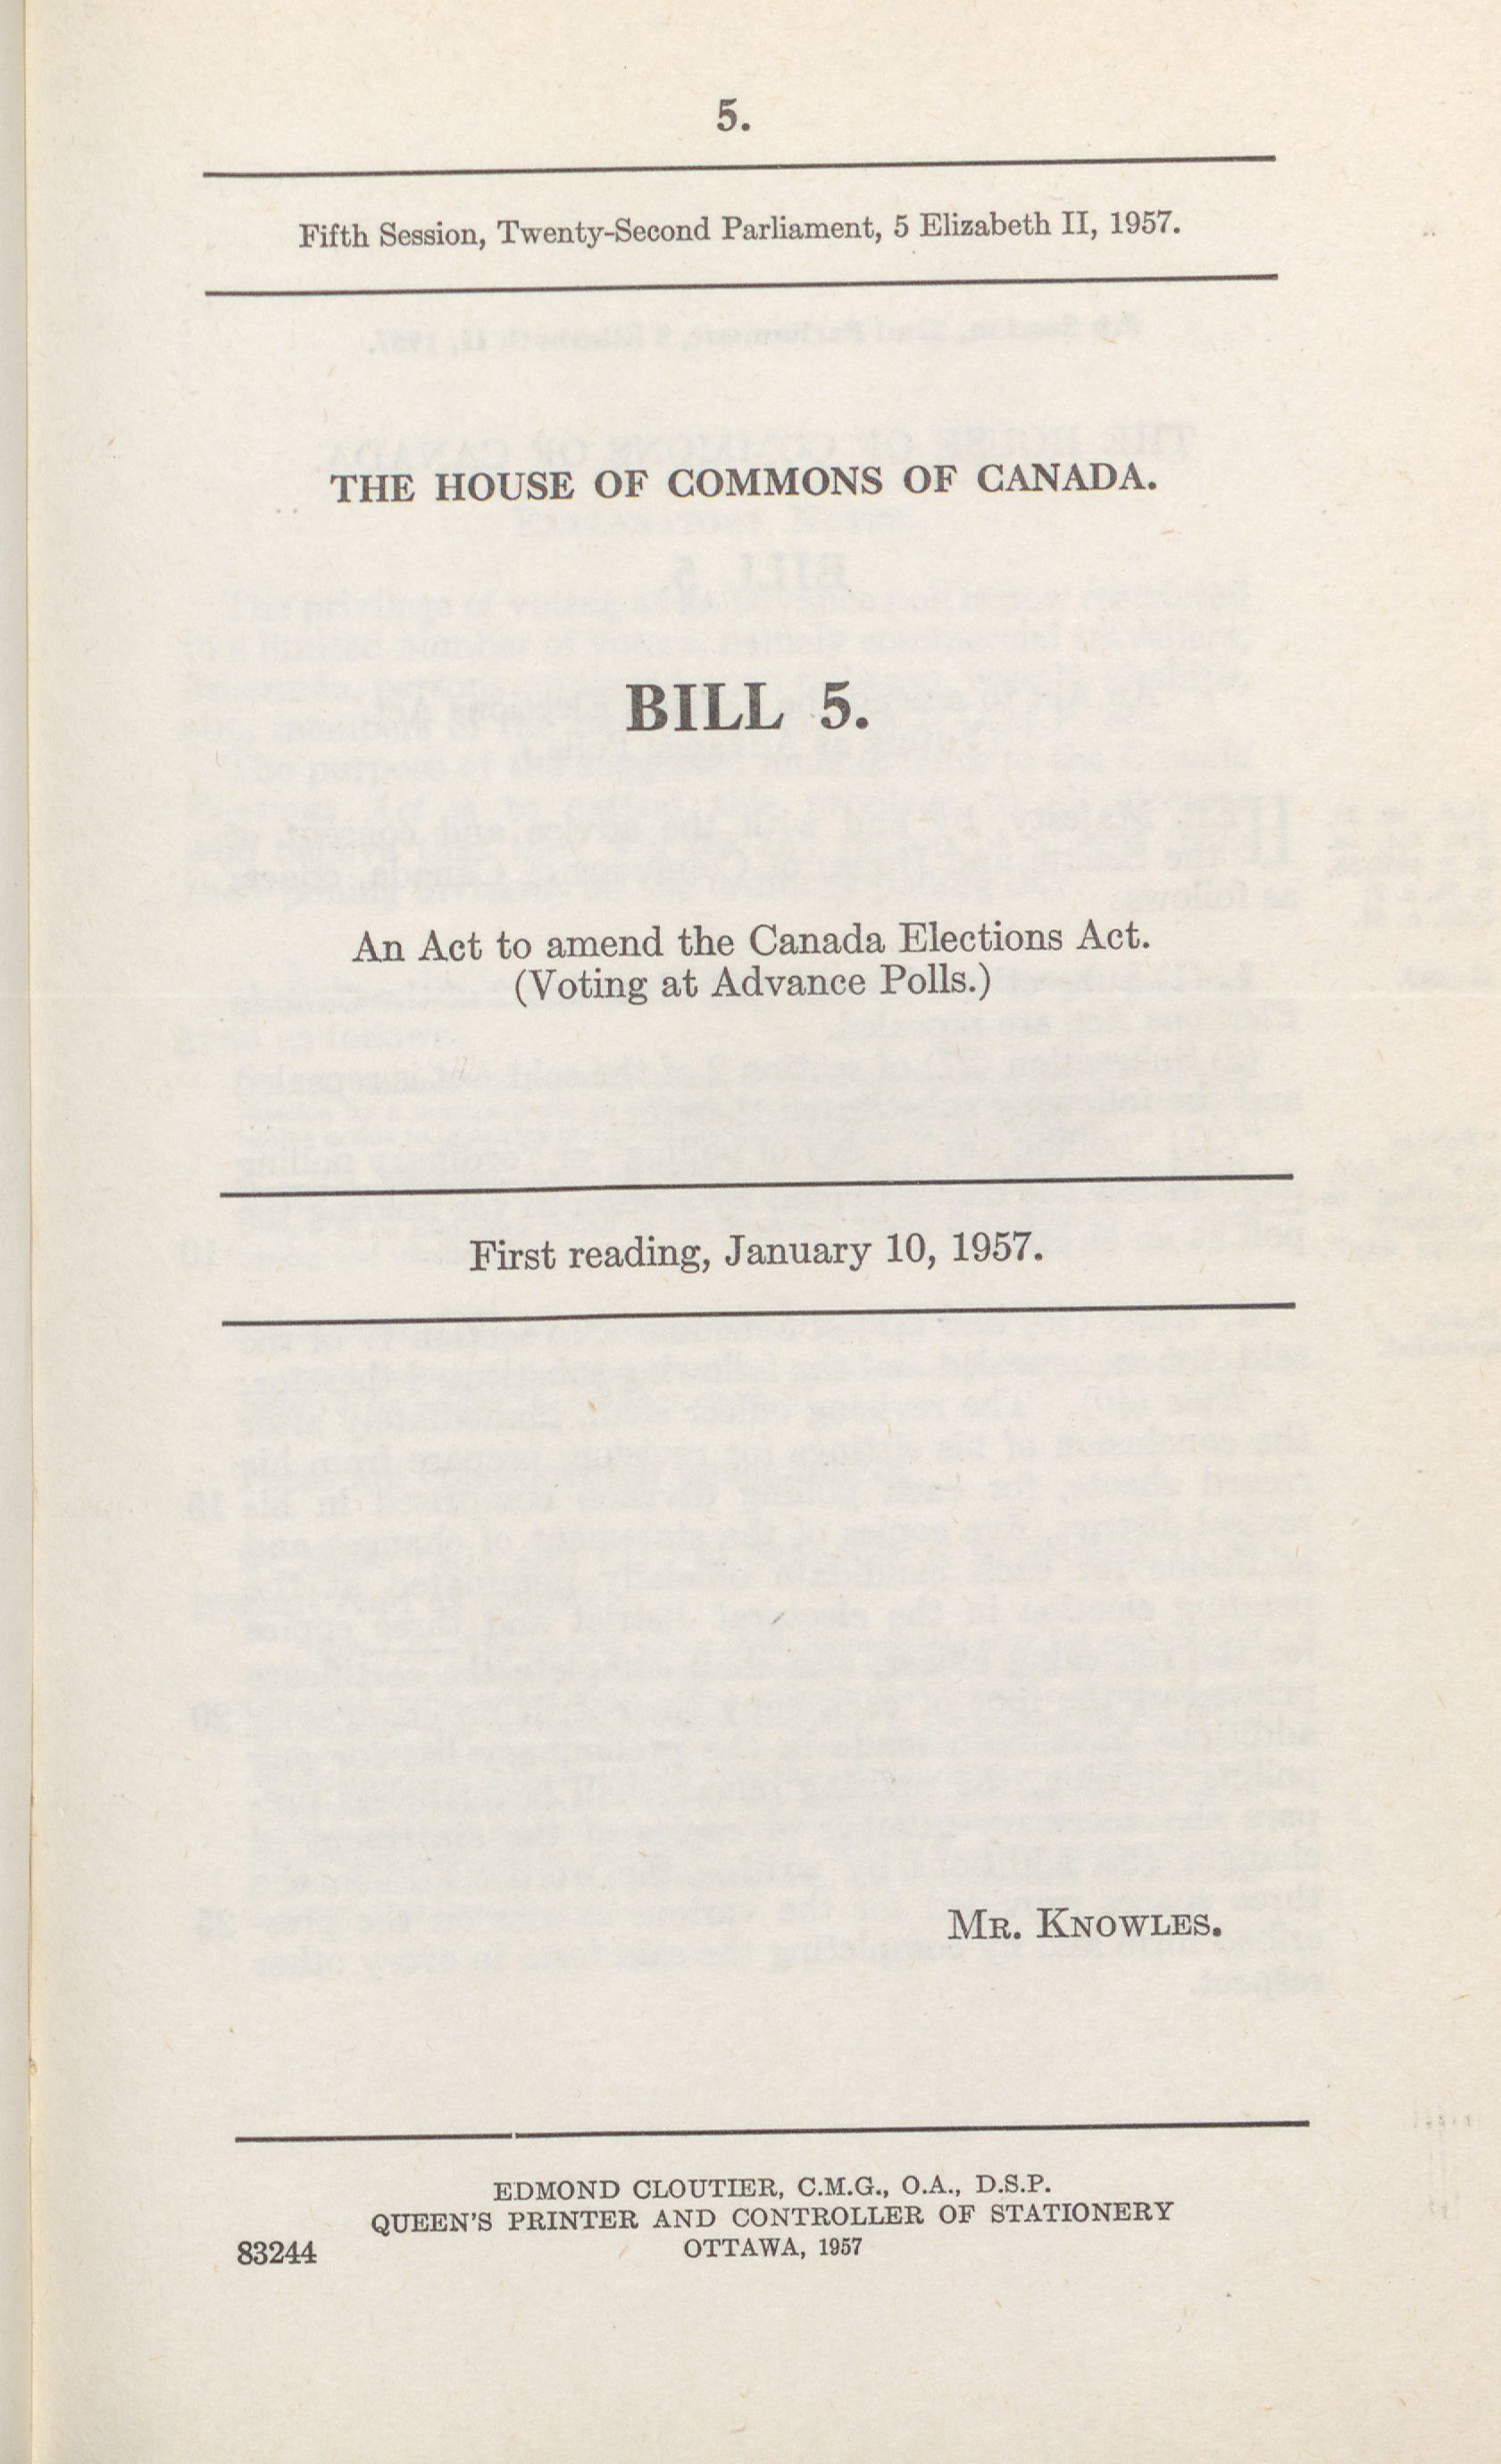 5.
Fifth Session, Twenty-Second Parliament, 5 Elizabeth II, 1957.
THE HOUSE OF COMMONS OF CANADA.
BILL 5.
An Act to amend the Canada Elections Act.
(Voting at Advance Polls.)
First reading, January 10, 1957.
MR. KNOWLES.
EDMOND CLOUTIER, C.M.G., O.A., D.S.P.
QUEEN'S PRINTER AND CONTROLLER OF STATIONERY
OTTAWA, 1957
83244